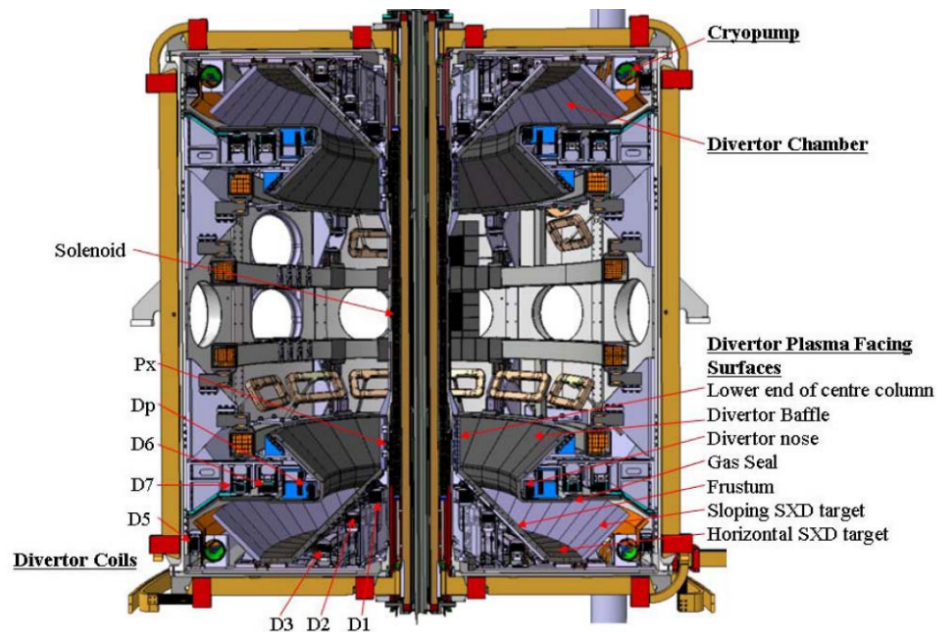 Cryopump
Divertor Chamber
Solenoid
Px
Dp
D6
D7
D5
Divertor Coils
D3 D2 D1
Divertor Plasma Facing
Surfaces
Lower end of centre column
Divertor Baffle
Divertor nose
Gas Seal
Frustum
Sloping SXD target
Horizontal SXD target